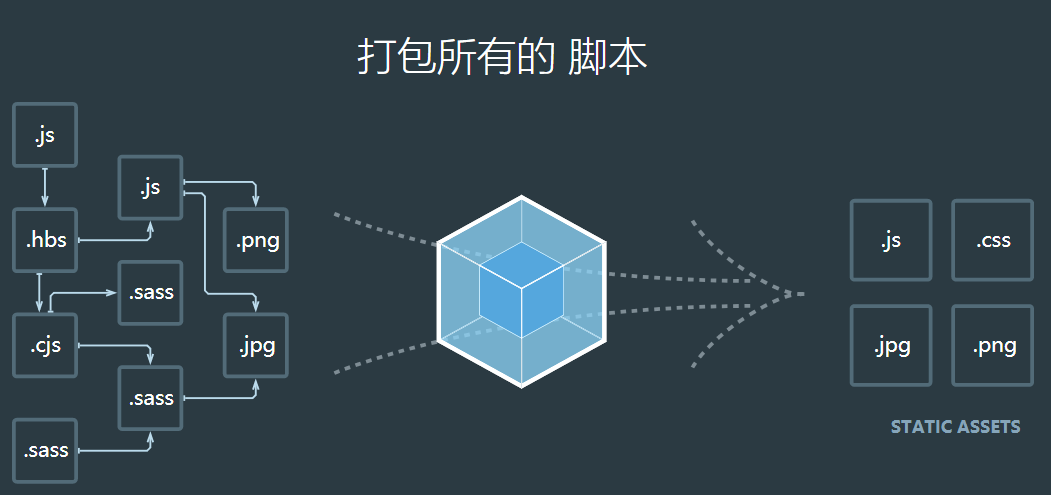 打包所有的 脚本
.js
.js
.hbs
.png
.sass
.cjs
.jpg
.sass
.sass
.js
.css
.jpg
.png
STATIC ASSETS